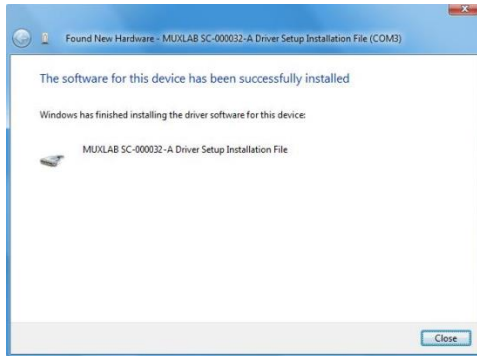 Found New Hardware - MUXLAB SC-000032-A Driver Setup Installation File (COM3)
The software for this device has been successfully installed
Windows has finished installing the driver software for this device:
MUXLAB SC-000032-A Driver Setup Installation File
Close